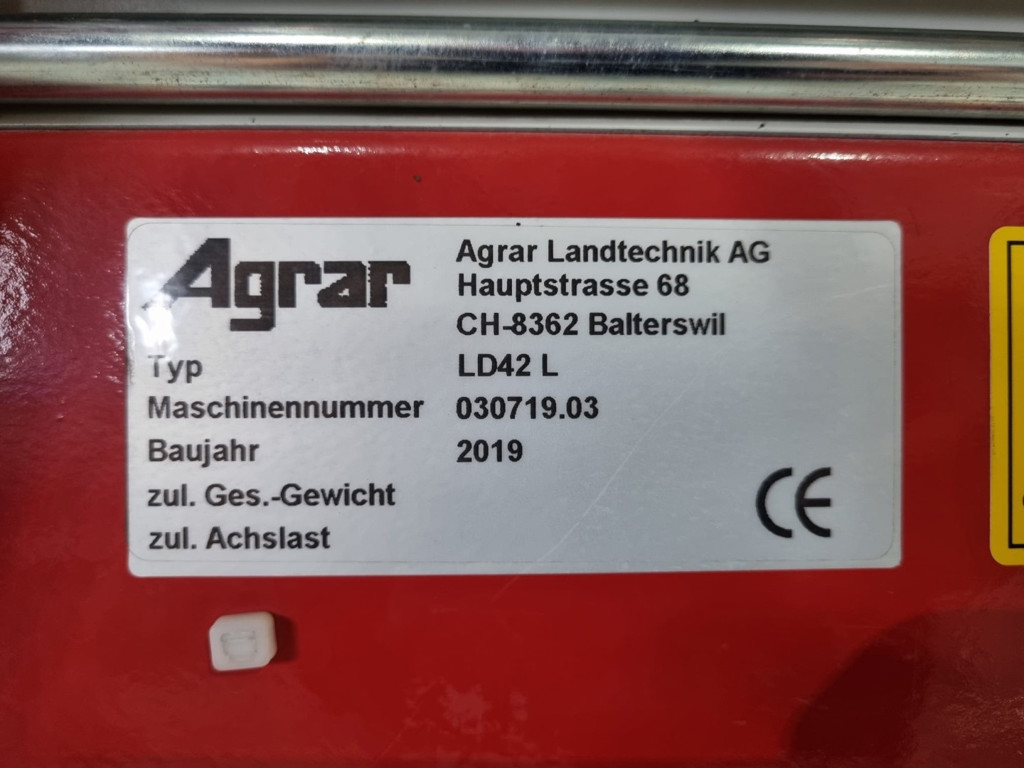 Agrar
Agrar Landtechnik AG
Hauptstrasse 68
CH-8362 Balterswil
Typ LD42 L
Maschinennummer 030719.03
Baujahr 2019
zul. Ges.-Gewicht
zul. Achslast
CE